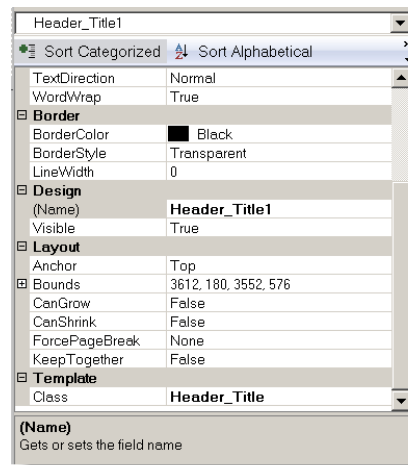 Header_Title1
Sort Categorized Sort Alphabetical
TextDirection Normal
WordWrap True
Border
BorderColor Black
BorderStyle Transparent
LineWidth 0
Design
(Name) Header_Title1
Visible True
Layout
Anchor Top
Bounds 3612, 180, 3552, 576
CanGrow False
CanShrink False
ForcePageBreak None
KeepTogether False
Template
Class Header_Title
(Name)
Gets or sets the field name